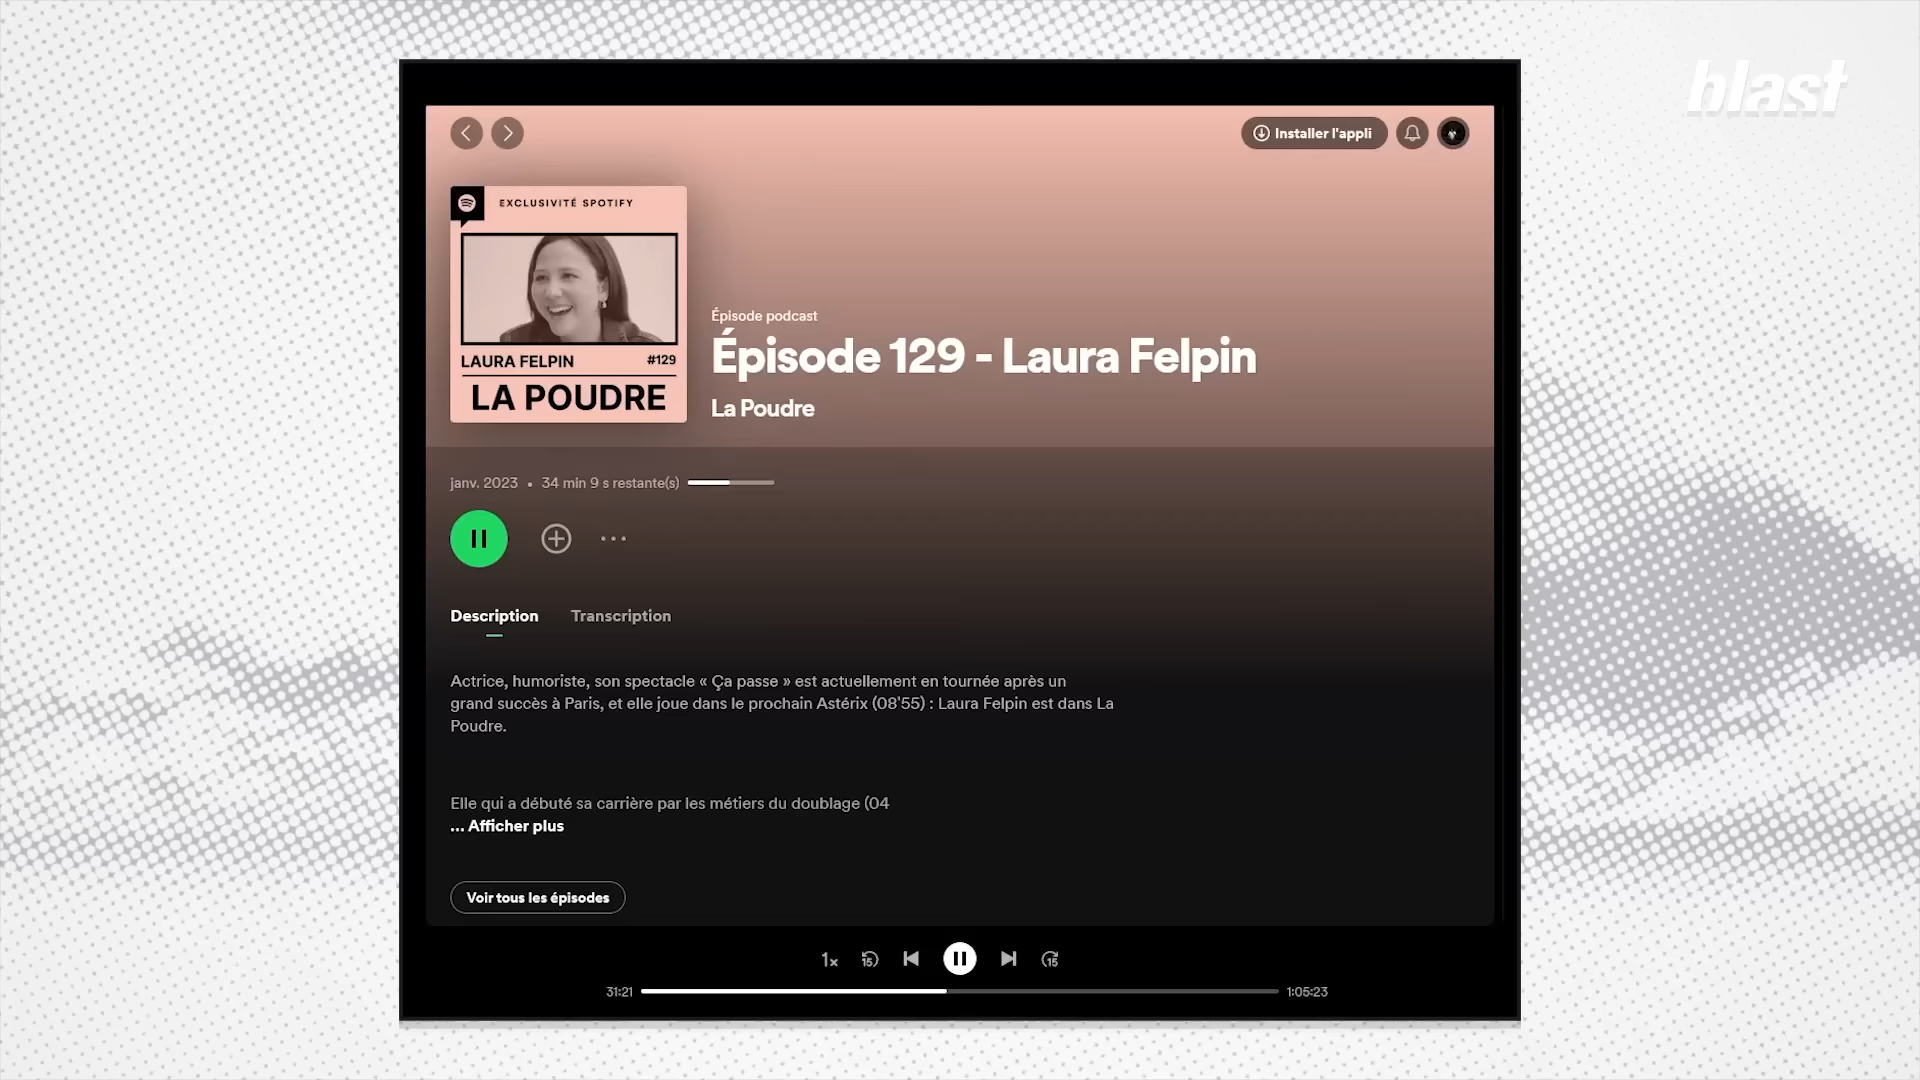 blast
Installer l'appli
EXCLUSIVITÉ SPOTIFY
LAURA FELPIN #129
LA POUDRE
Épisode podcast
Épisode 129 - Laura Felpin
La Poudre
janv. 2023 • 34 min 9 s restante(s)
Description Transcription
Actrice, humoriste, son spectacle « Ça passe » est actuellement en tournée après un
grand succès à Paris, et elle joue dans le prochain Astérix (08'55) : Laura Felpin est dans La
Poudre.
Elle qui a débuté sa carrière par les métiers du doublage (04
... Afficher plus
Voir tous les épisodes
1x 15 15
31:21 1:05:23